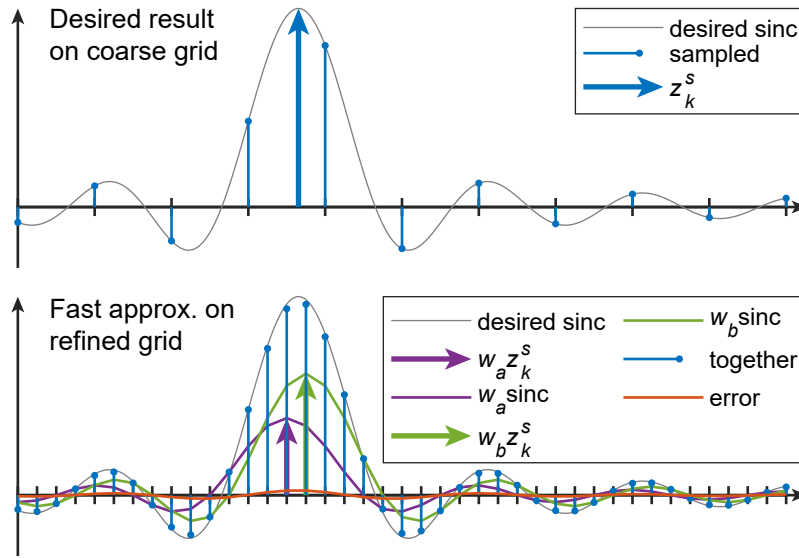 Desired result
on coarse grid
desired sinc
sampled
z_k^s
Fast approx. on
refined grid
desired sinc
w_a z_k^s
w_a sinc
w_b z_k^s
w_b sinc
together
error